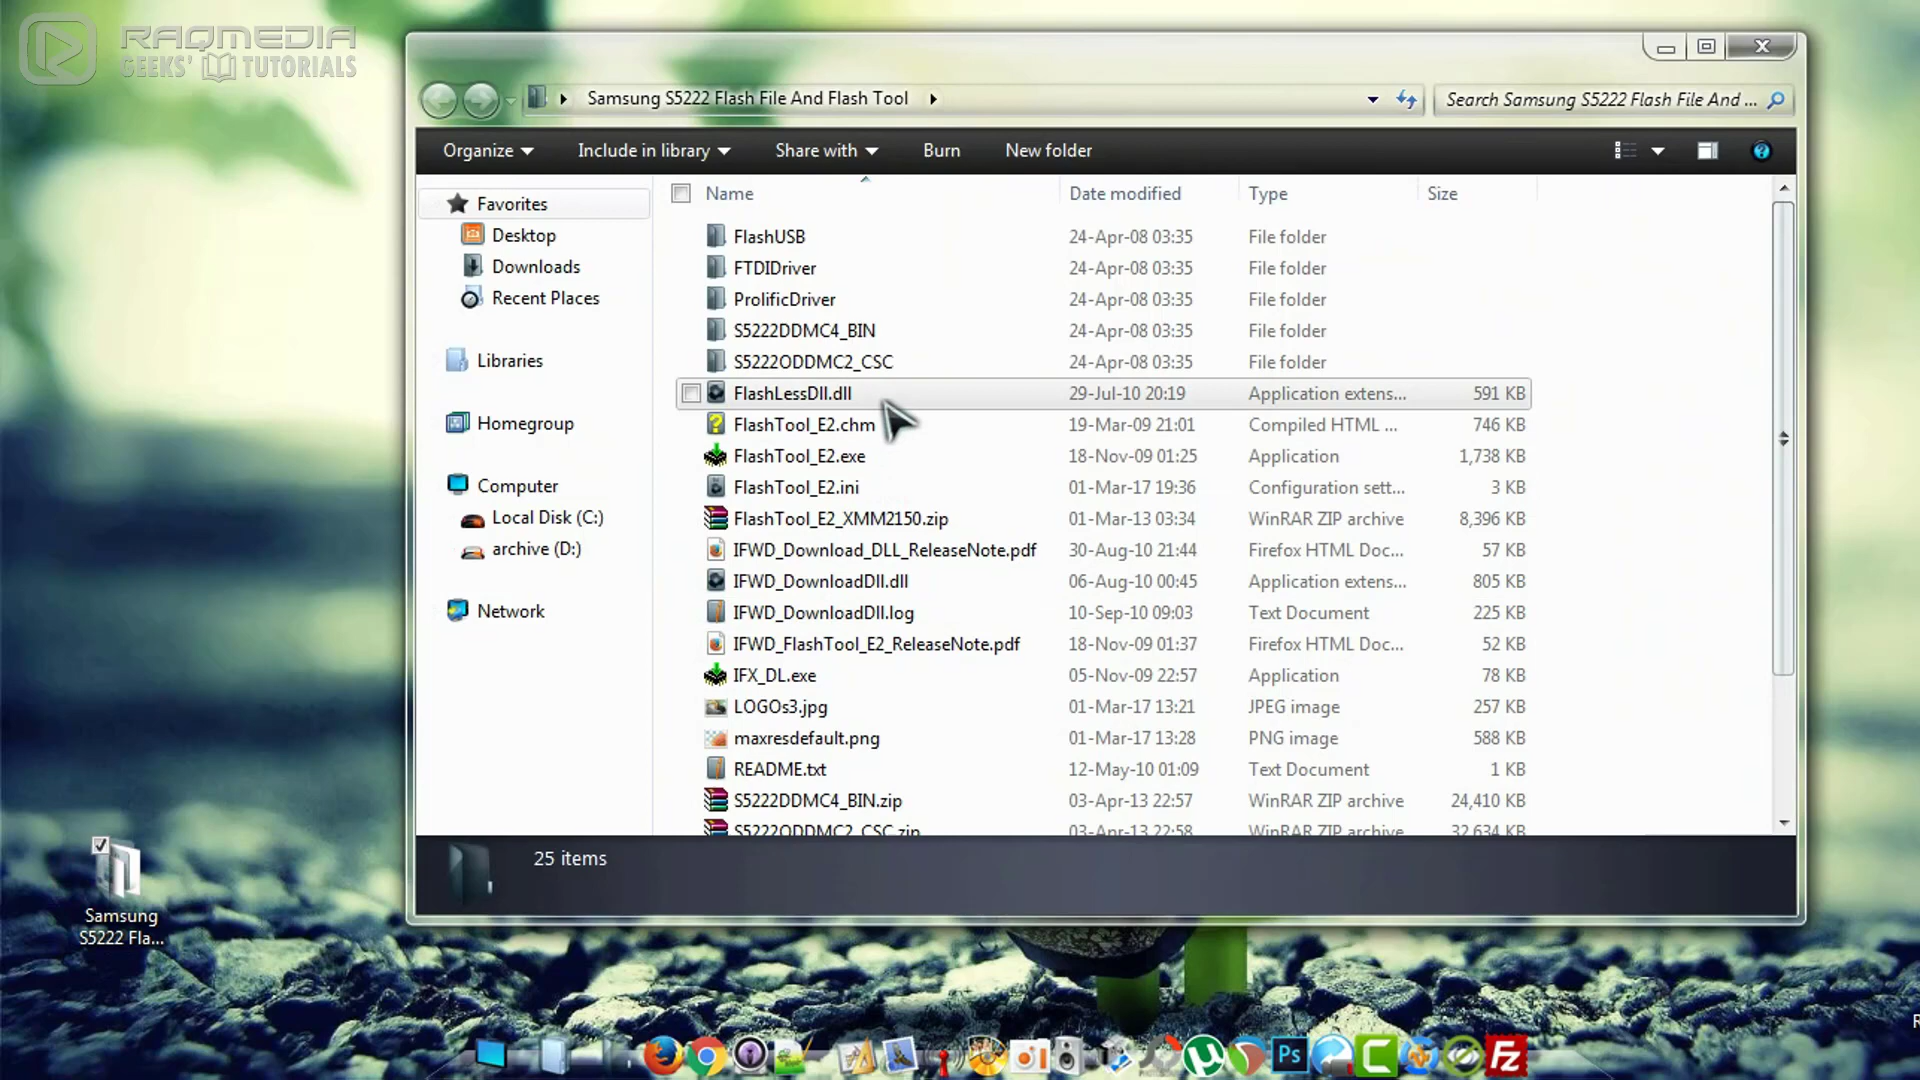 RAQMEDIA
GEEKS' TUTORIALS
Samsung S5222 Flash File And Flash Tool
Search Samsung S5222 Flash File And ...
Organize
Include in library
Share with
Burn
New folder
Name
Date modified
Type
Size
Favorites
Desktop
Downloads
Recent Places
Libraries
Homegroup
Computer
Local Disk (C:)
archive (D:)
Network
FlashUSB 24-Apr-08 03:35 File folder
FTDIDriver 24-Apr-08 03:35 File folder
ProlificDriver 24-Apr-08 03:35 File folder
S5222DDMC4_BIN 24-Apr-08 03:35 File folder
S5222ODDMC2_CSC 24-Apr-08 03:35 File folder
FlashLessDll.dll 29-Jul-10 20:19 Application extens... 591 KB
FlashTool_E2.chm 19-Mar-09 21:01 Compiled HTML ... 746 KB
FlashTool_E2.exe 18-Nov-09 01:25 Application 1,738 KB
FlashTool_E2.ini 01-Mar-17 19:36 Configuration sett... 3 KB
FlashTool_E2_XMM2150.zip 01-Mar-13 03:34 WinRAR ZIP archive 8,396 KB
IFWD_Download_DLL_ReleaseNote.pdf 30-Aug-10 21:44 Firefox HTML Doc... 57 KB
IFWD_DownloadDll.dll 06-Aug-10 00:45 Application extens... 805 KB
IFWD_DownloadDll.log 10-Sep-10 09:03 Text Document 225 KB
IFWD_FlashTool_E2_ReleaseNote.pdf 18-Nov-09 01:37 Firefox HTML Doc... 52 KB
IFX_DL.exe 05-Nov-09 22:57 Application 78 KB
LOGOs3.jpg 01-Mar-17 13:21 JPEG image 257 KB
maxresdefault.png 01-Mar-17 13:28 PNG image 588 KB
README.txt 12-May-10 01:09 Text Document 1 KB
S5222DDMC4_BIN.zip 03-Apr-13 22:57 WinRAR ZIP archive 24,410 KB
S5222ODDMC2_CSC.zip 03-Apr-13 22:58 WinRAR ZIP archive 32,634 KB
25 items
Samsung
S5222 Fla...
Ps
Fz